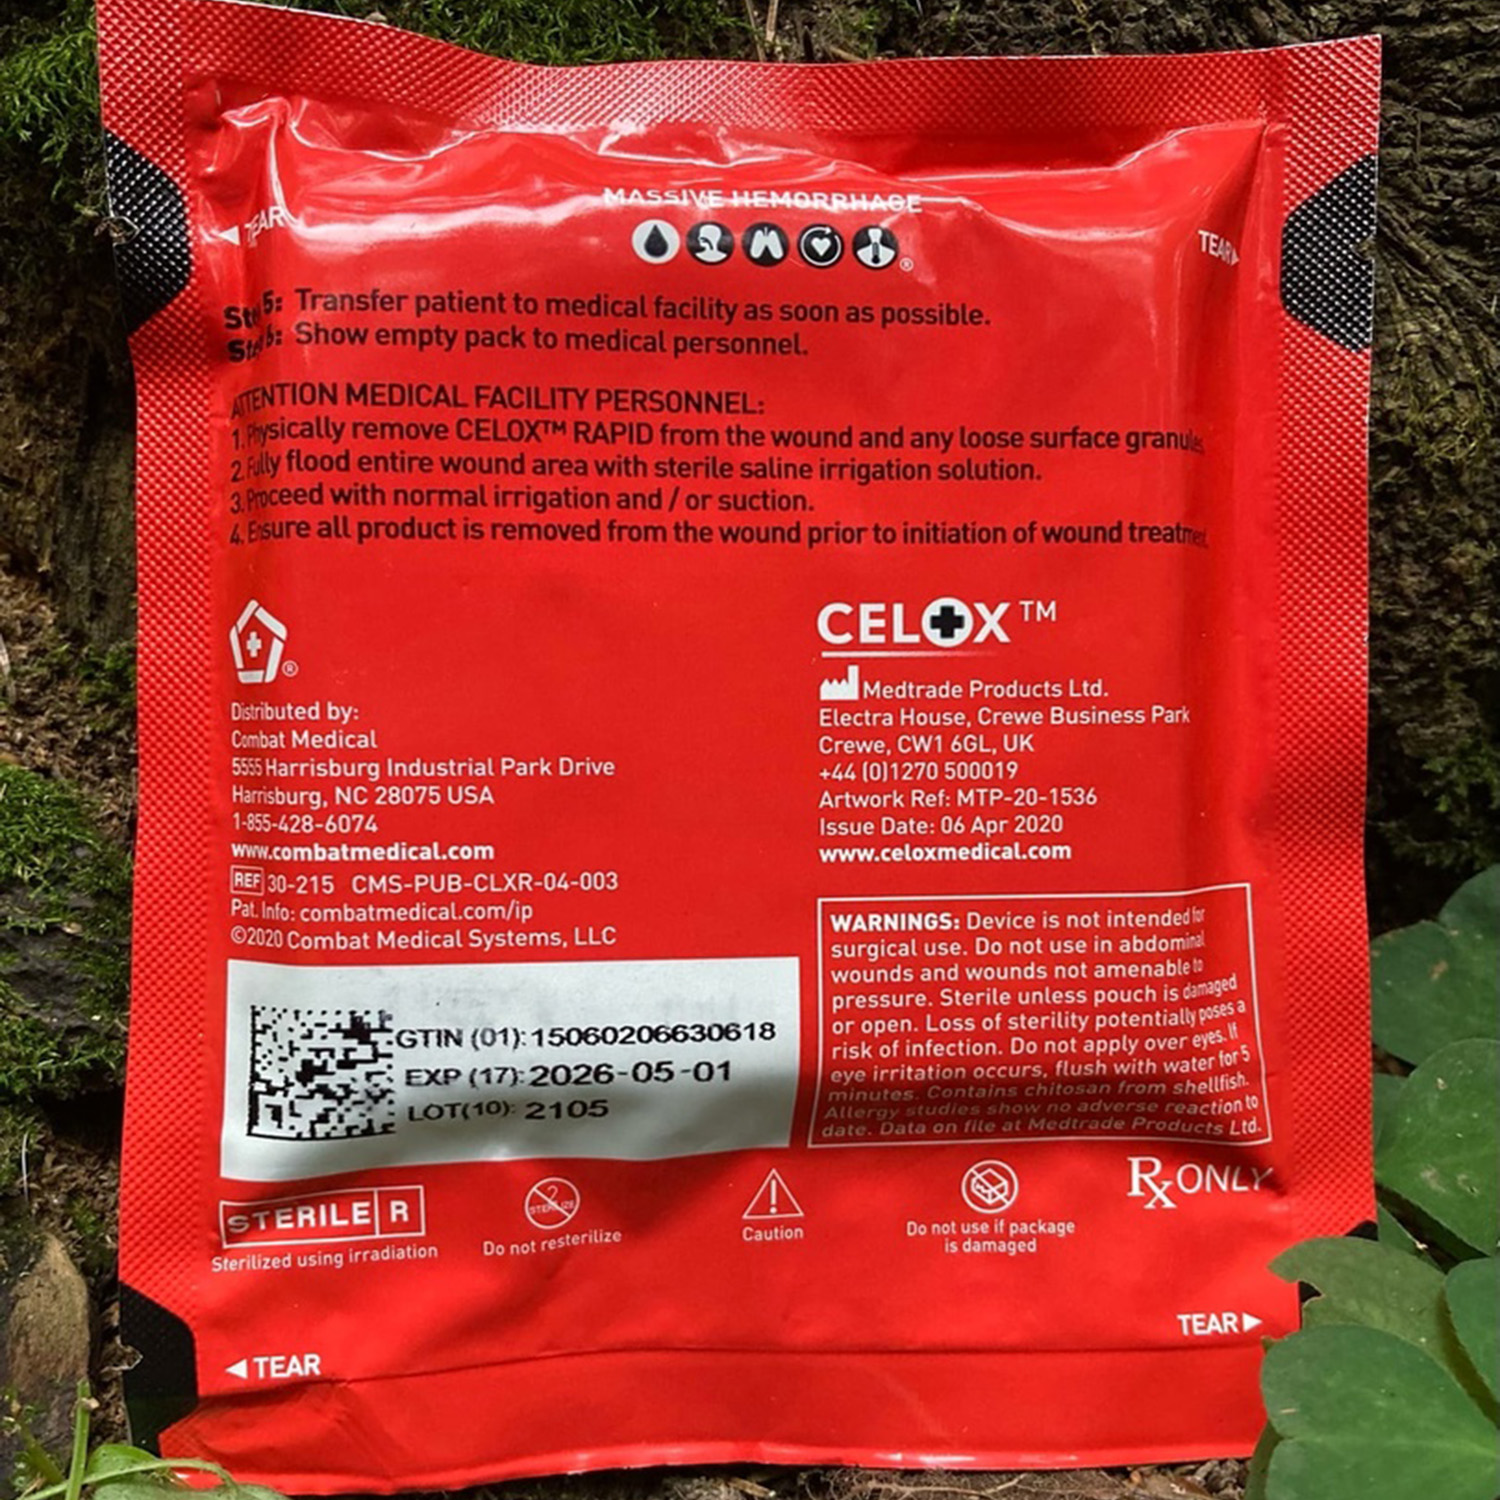 MASSIVE HEMORRHAGE
◀ TEAR
TEAR ▶
®
Step 5: Transfer patient to medical facility as soon as possible.
Step 6: Show empty pack to medical personnel.
ATTENTION MEDICAL FACILITY PERSONNEL:
1. Physically remove CELOX™ RAPID from the wound and any loose surface granules
2. Fully flood entire wound area with sterile saline irrigation solution.
3. Proceed with normal irrigation and / or suction.
4. Ensure all product is removed from the wound prior to initiation of wound treatment
®
Distributed by:
Combat Medical
5555 Harrisburg Industrial Park Drive
Harrisburg, NC 28075 USA
1-855-428-6074
www.combatmedical.com
REF 30-215 CMS-PUB-CLXR-04-003
Pat. Info: combatmedical.com/ip
©2020 Combat Medical Systems, LLC
CELOX™
Medtrade Products Ltd.
Electra House, Crewe Business Park
Crewe, CW1 6GL, UK
+44 (0)1270 500019
Artwork Ref: MTP-20-1536
Issue Date: 06 Apr 2020
www.celoxmedical.com
GTIN (01): 15060206630618
EXP (17): 2026-05-01
LOT(10): 2105
WARNINGS: Device is not intended for
surgical use. Do not use in abdominal
wounds and wounds not amenable to
pressure. Sterile unless pouch is damaged
or open. Loss of sterility potentially poses a
risk of infection. Do not apply over eyes. If
eye irritation occurs, flush with water for 5
minutes. Contains chitosan from shellfish.
Allergy studies show no adverse reaction to
date. Data on file at Medtrade Products Ltd.
STERILE R
Sterilized using irradiation
2
STERILIZE
Do not resterilize
Caution
Do not use if package
is damaged
Rx ONLY
◀ TEAR
TEAR ▶